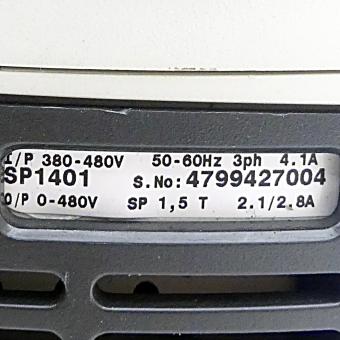 I/P 380-480V 50-60Hz 3ph 4.1A
SP1401 S.No: 4799427004
O/P 0-480V SP 1,5 T 2.1/2.8A